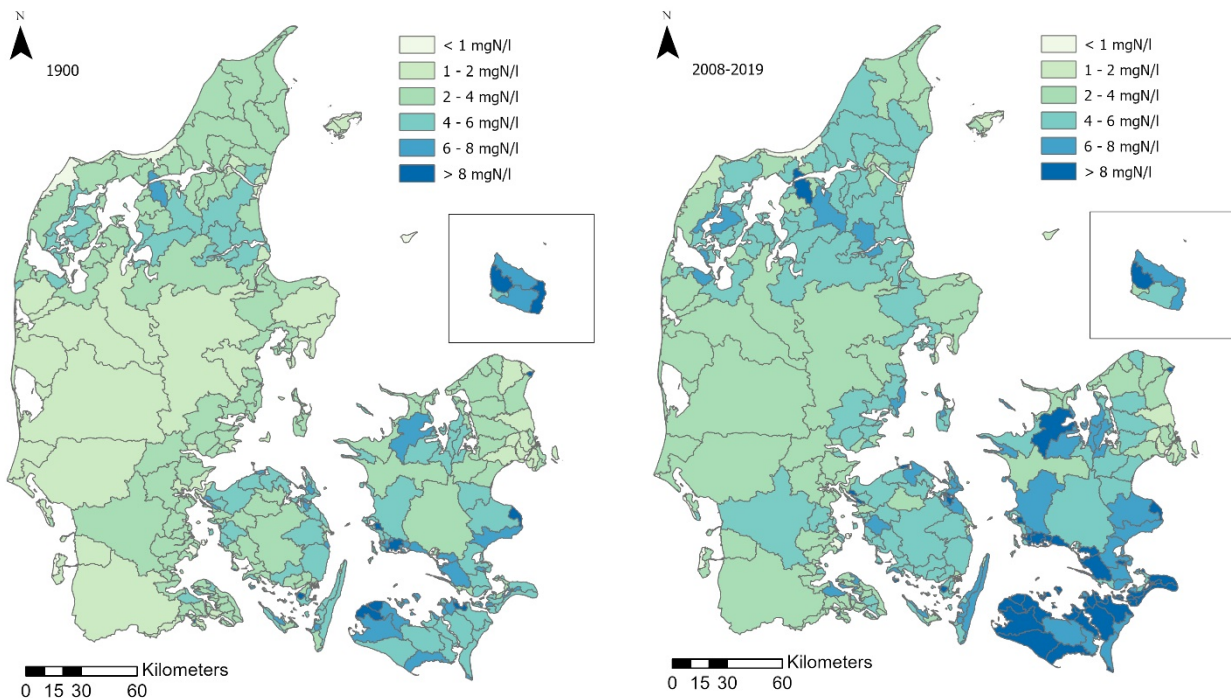 N
1900
< 1 mgN/l
1 - 2 mgN/l
2 - 4 mgN/l
4 - 6 mgN/l
6 - 8 mgN/l
> 8 mgN/l
Kilometers
0 15 30 60
N
2008-2019
< 1 mgN/l
1 - 2 mgN/l
2 - 4 mgN/l
4 - 6 mgN/l
6 - 8 mgN/l
> 8 mgN/l
Kilometers
0 15 30 60